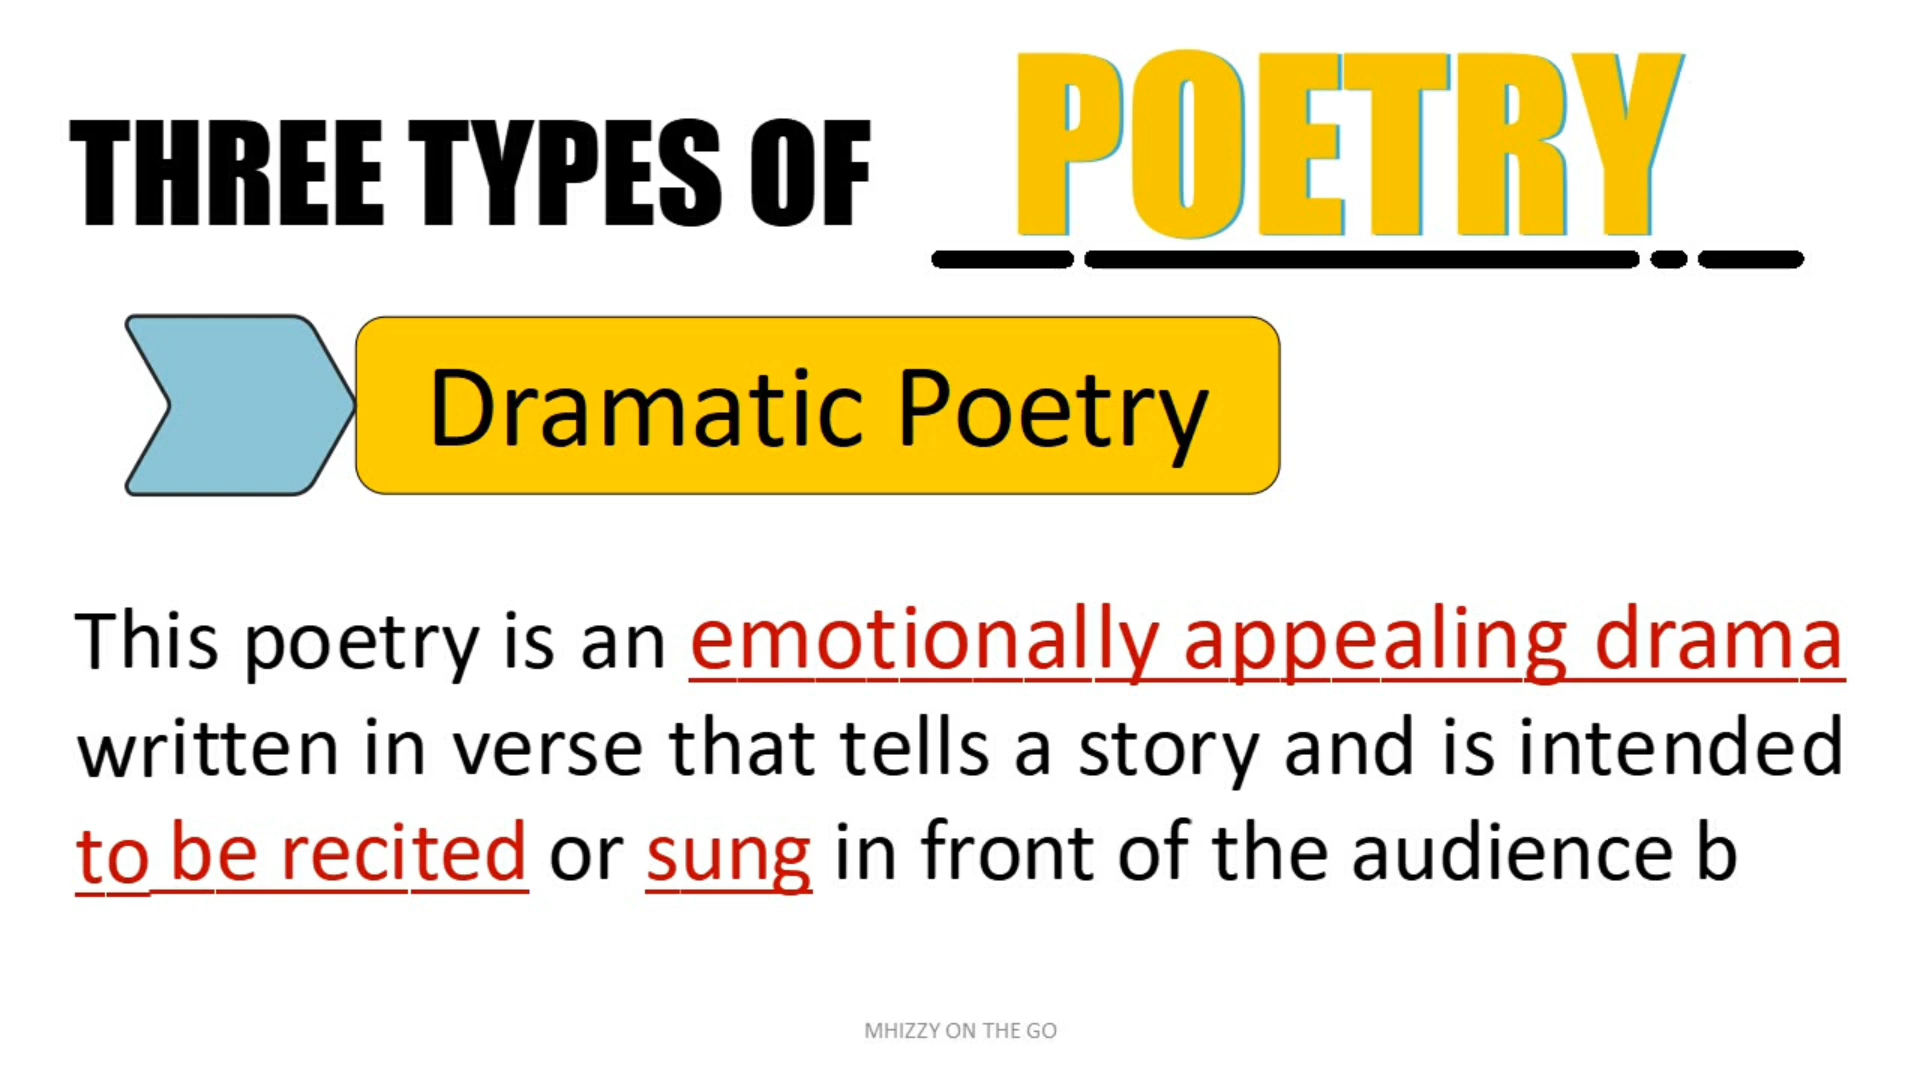 THREE TYPES OF POETRY
Dramatic Poetry
This poetry is an emotionally appealing drama
written in verse that tells a story and is intended
to be recited or sung in front of the audience b
MHIZZY ON THE GO